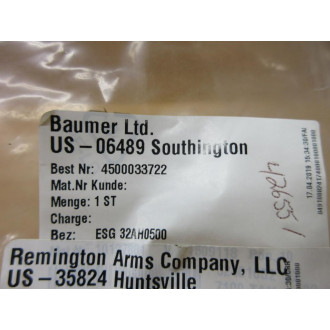 Baumer Ltd.
US-06489 Southington
Best Nr: 4500033722
Mat.Nr Kunde:
Menge: 1 ST
Charge:
Bez: ESG 32AH0500
Remington Arms Company, LLC
US-35824 Huntsville